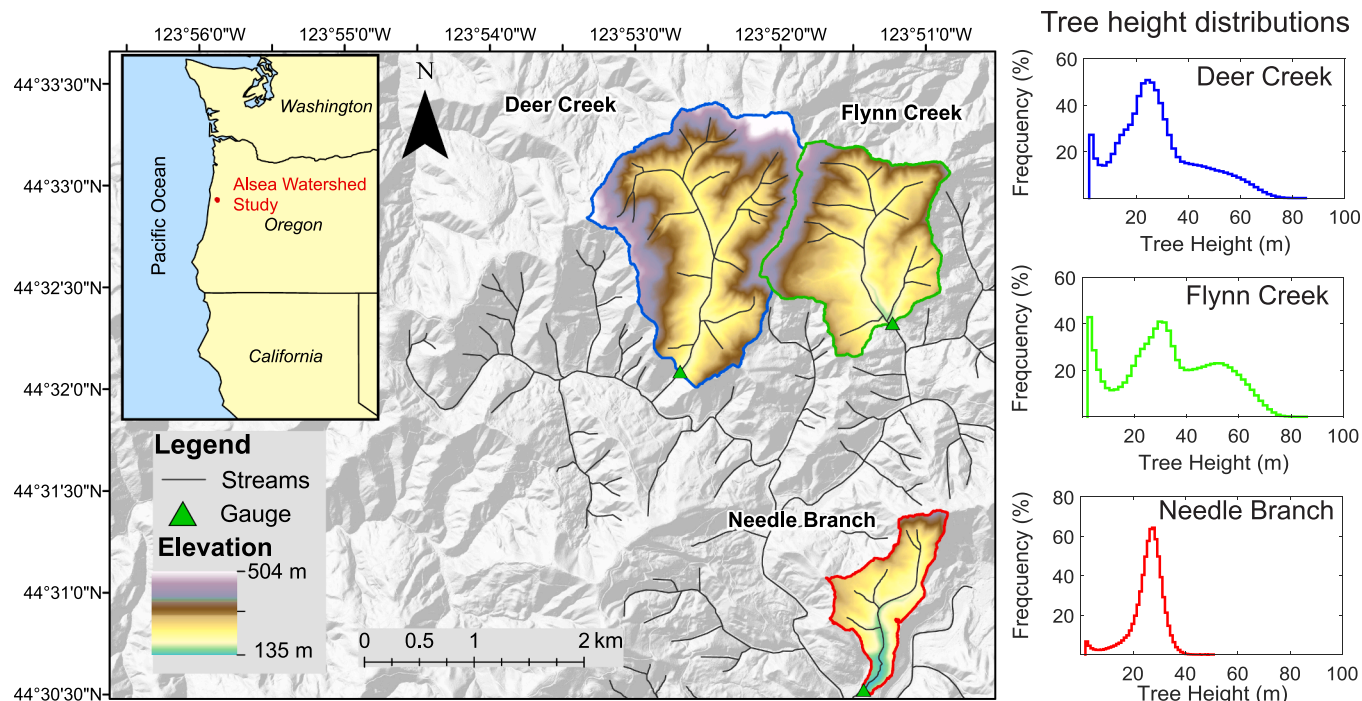 Tree height distributions
123°56'0"W
123°55'0"W
123°54'0"W
123°53'0"W
123°52'0"W
123°51'0"W
44°33'30"N
44°33'0"N
44°32'30"N
44°32'0"N
44°31'30"N
44°31'0"N
44°30'30"N
Washington
Pacific Ocean
Alsea Watershed
Study
Oregon
California
N
Deer Creek
Flynn Creek
Needle Branch
Legend
Streams
Gauge
Elevation
504 m
135 m
0 0.5 1 2 km
Deer Creek
Freqcuency (%)
60
40
20
20 40 60 80 100
Tree Height (m)
Flynn Creek
Freqcuency (%)
60
40
20
20 40 60 80 100
Tree Height (m)
Needle Branch
Freqcuency (%)
80
60
40
20
20 40 60 80 100
Tree Height (m)